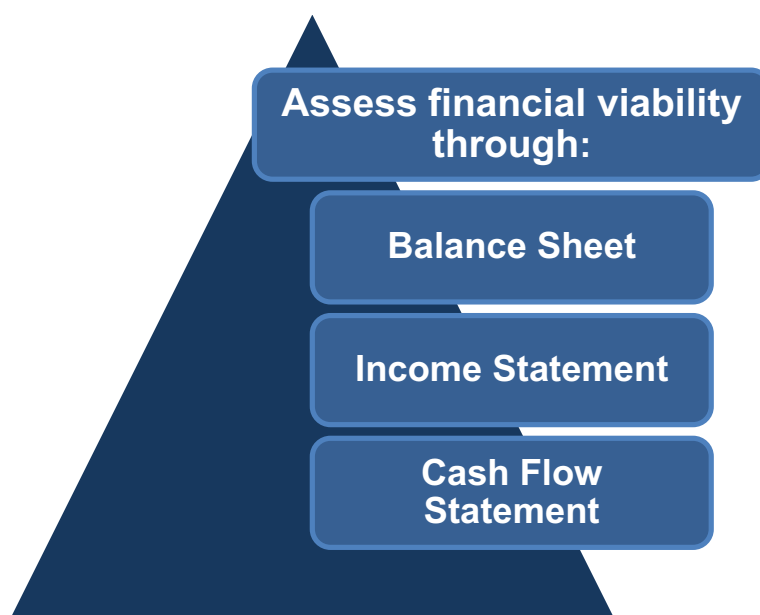 Assess financial viability
through:
Balance Sheet
Income Statement
Cash Flow
Statement